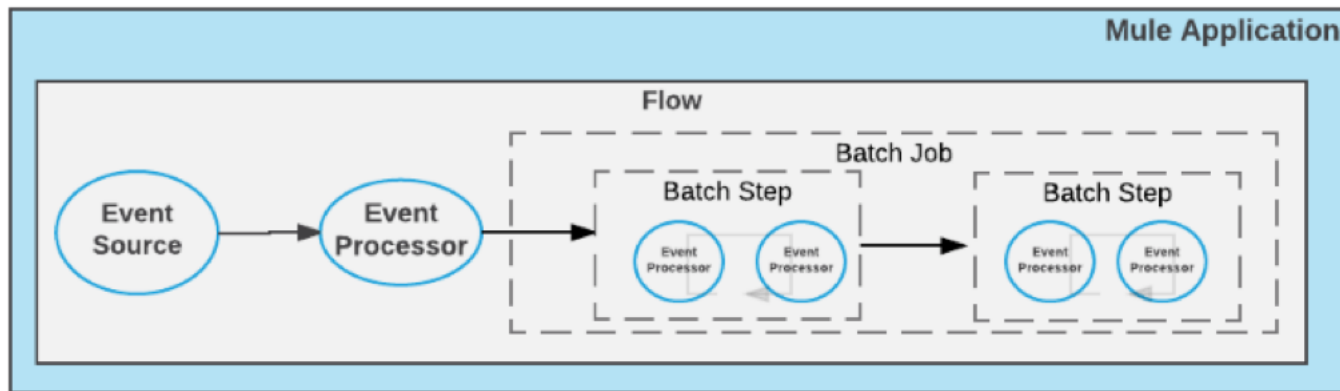 Mule Application
Flow
Batch Job
Batch Step
Batch Step
Event
Source
Event
Processor
Event
Processor
Event
Processor
Event
Processor
Event
Processor